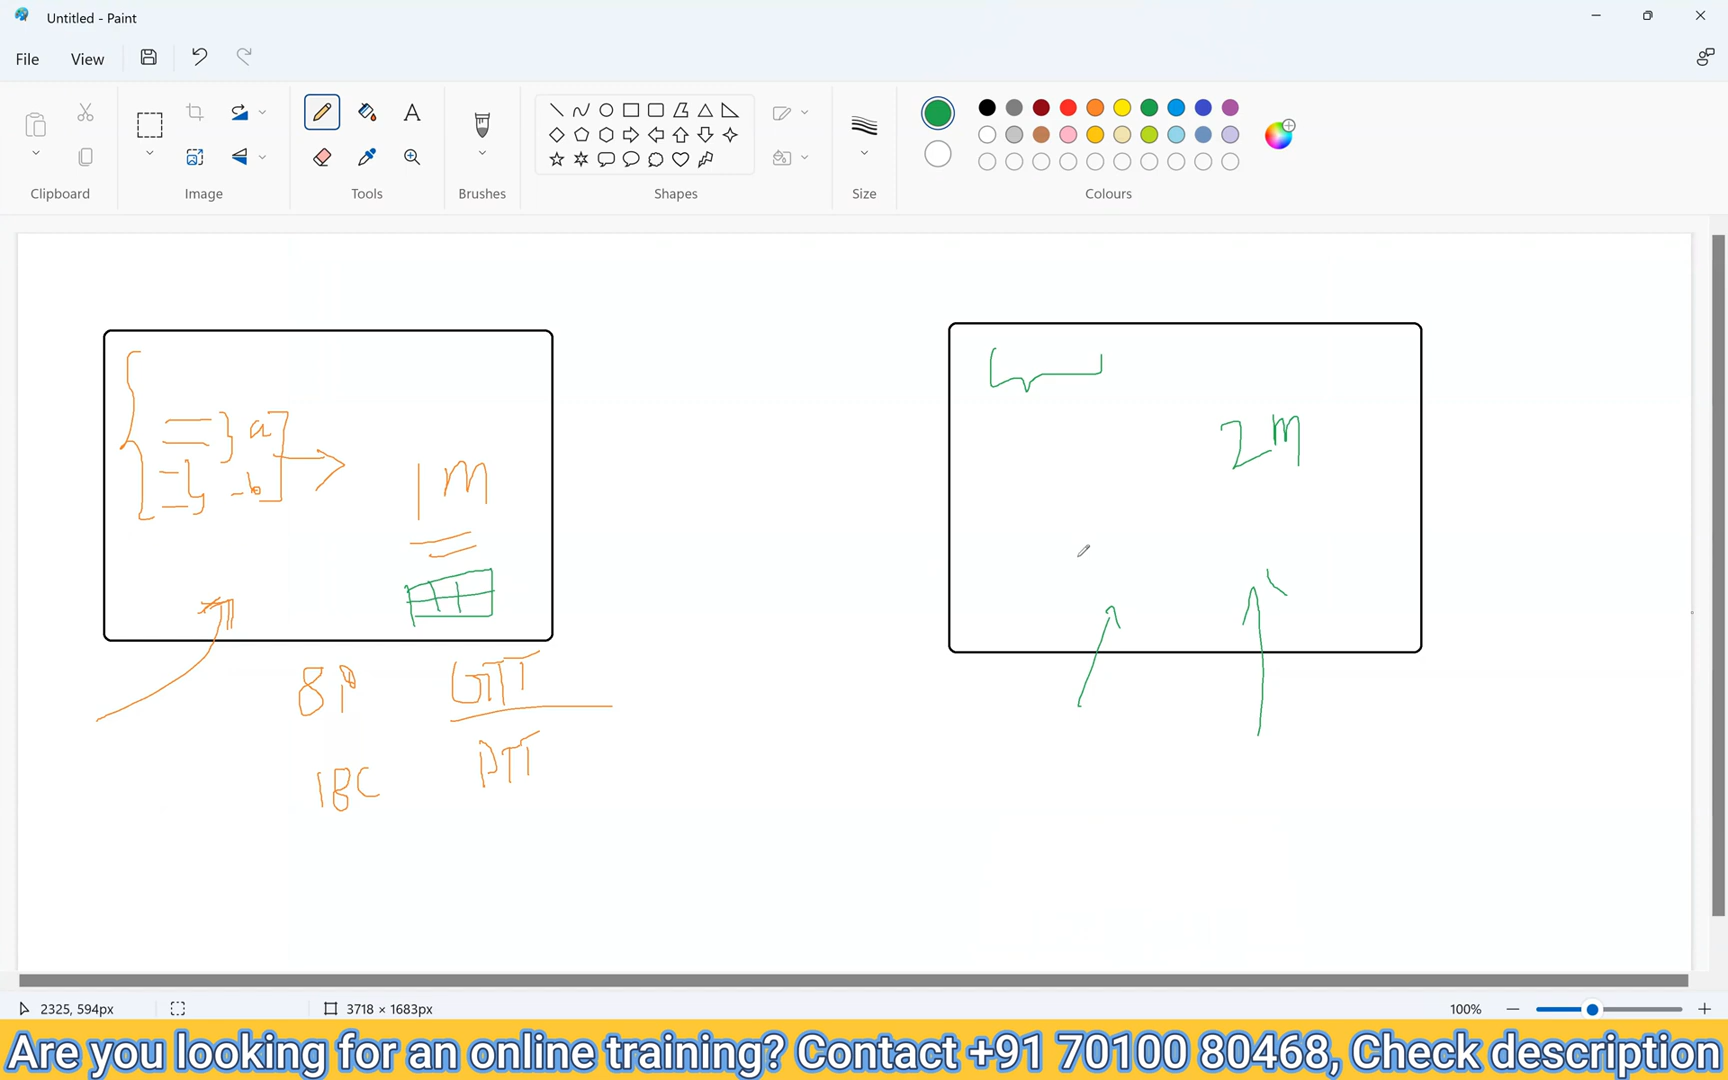 Untitled - Paint
File
View
Clipboard
Image
Tools
Brushes
Shapes
Size
Colours
a
b
1M
2M
GTT
PTT
2325, 594px
3718 × 1683px
100%
Are you looking for an online training? Contact +91 70100 80468, Check description